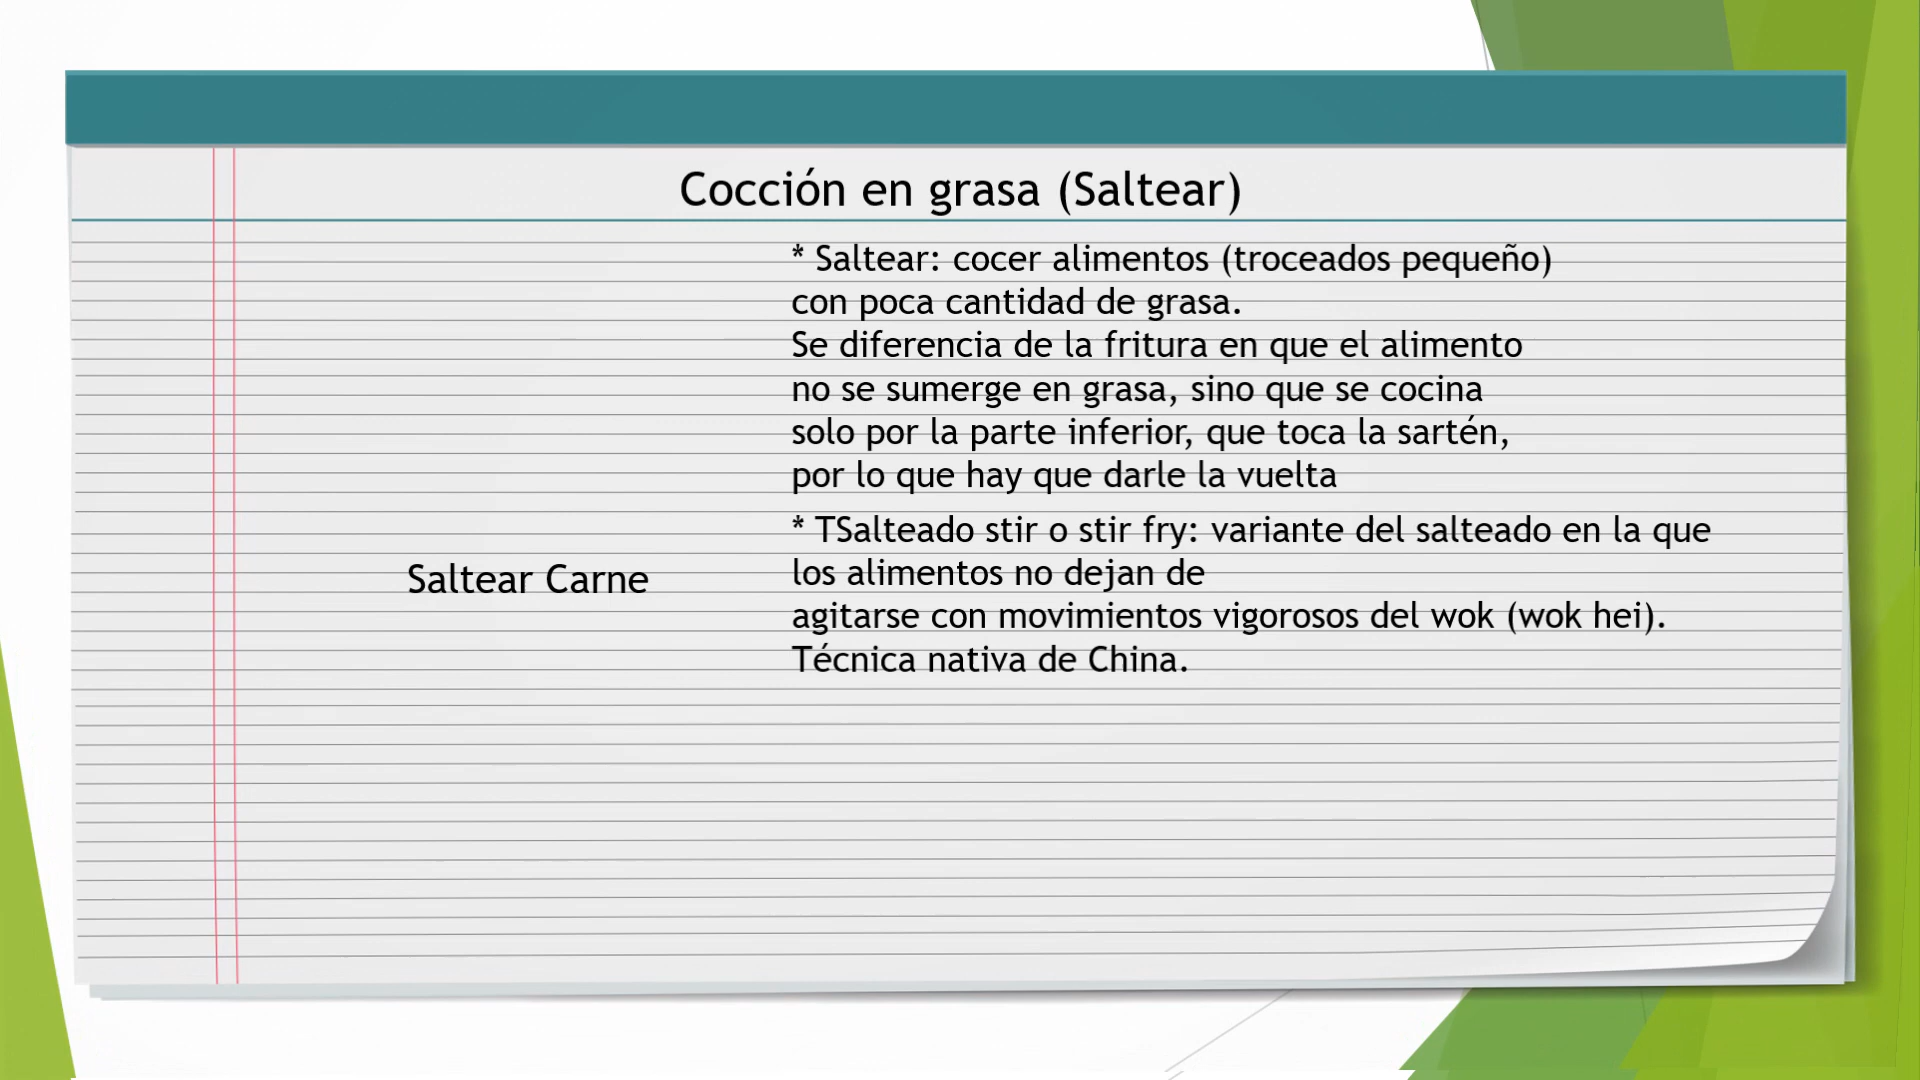 Cocción en grasa (Saltear)
* Saltear: cocer alimentos (troceados pequeño)
con poca cantidad de grasa.
Se diferencia de la fritura en que el alimento
no se sumerge en grasa, sino que se cocina
solo por la parte inferior, que toca la sartén,
por lo que hay que darle la vuelta
* TSalteado stir o stir fry: variante del salteado en la que
los alimentos no dejan de
agitarse con movimientos vigorosos del wok (wok hei).
Técnica nativa de China.
Saltear Carne